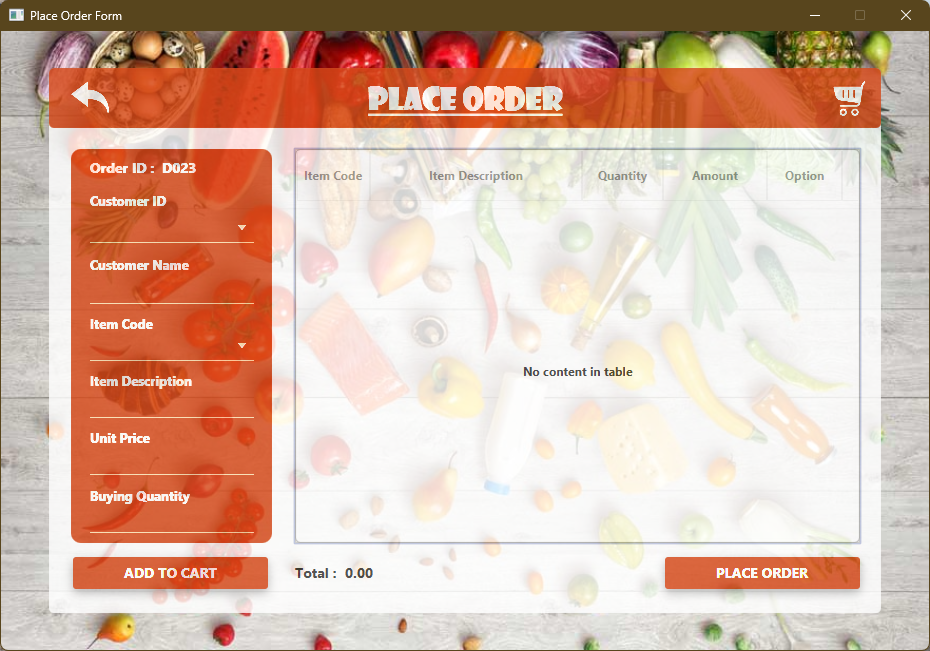 Place Order Form
PLACE ORDER
Order ID : D023
Customer ID
Customer Name
Item Code
Item Description
Unit Price
Buying Quantity
ADD TO CART
Item Code Item Description Quantity Amount Option
No content in table
Total : 0.00
PLACE ORDER